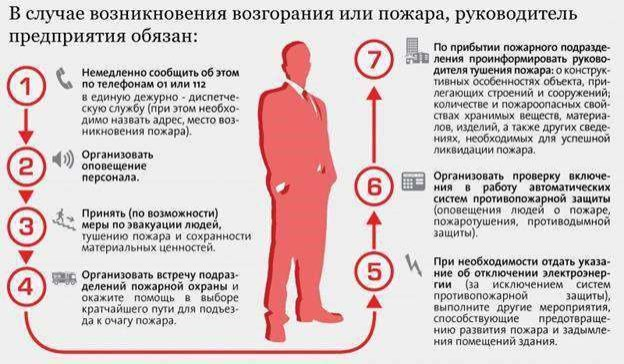 В случае возникновения возгорания или пожара, руководитель
предприятия обязан:
1
Немедленно сообщить об этом
по телефонам 01 или 112
в единую дежурно - диспетчес-
кую службу (при этом необхо-
димо назвать адрес, место воз-
никновения пожара).
2
Организовать
оповещение
персонала.
3
Принять (по возможности)
меры по эвакуации людей,
тушению пожара и сохранности
материальных ценностей.
4
Организовать встречу подраз-
делений пожарной охраны и
окажите помощь в выборе
кратчайшего пути для подъез-
да к очагу пожара.
5
При необходимости отдать указа-
ние об отключении электроэнер-
гии (за исключением систем
противопожарной защиты),
выполните другие мероприятия,
способствующие предотвраще-
нию развития пожара и задымле-
ния помещений здания.
6
Организовать проверку включе-
ния в работу автоматических
систем противопожарной защиты
(оповещения людей о пожаре,
пожаротушения, противодымной
защиты).
7
По прибытии пожарного подразде-
ления проинформировать руково-
дителя тушения пожара: о конструк-
тивных особенностях объекта, при-
легающих строений и сооружений;
количестве и пожароопасных свой-
ствах хранимых веществ, материа-
лов, изделий, а также других сведе-
ниях, необходимых для успешной
ликвидации пожара.